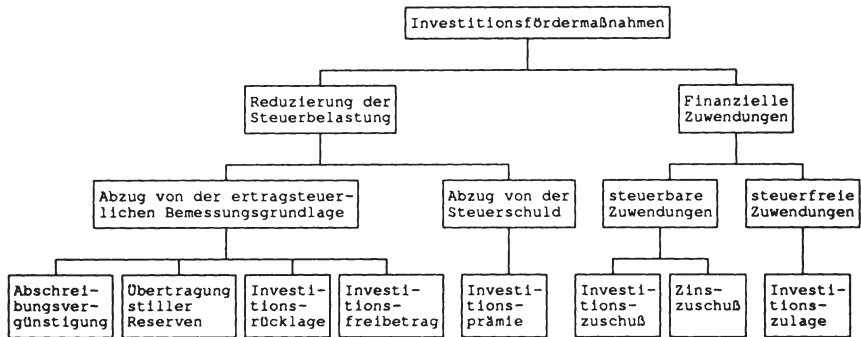 Investitionsfördermaßnahmen
Reduzierung der
Steuerbelastung
Finanzielle
Zuwendungen
Abzug von der ertragsteuer-
lichen Bemessungsgrundlage
Abzug von der
Steuerschuld
steuerbare
Zuwendungen
steuerfreie
Zuwendungen
Abschrei-
bungsver-
günstigung
Übertragung
stiller
Reserven
Investi-
tions-
rücklage
Investi-
tions-
freibetrag
Investi-
tions-
prämie
Investi-
tions-
zuschuß
Zins-
zuschuß
Investi-
tions-
zulage